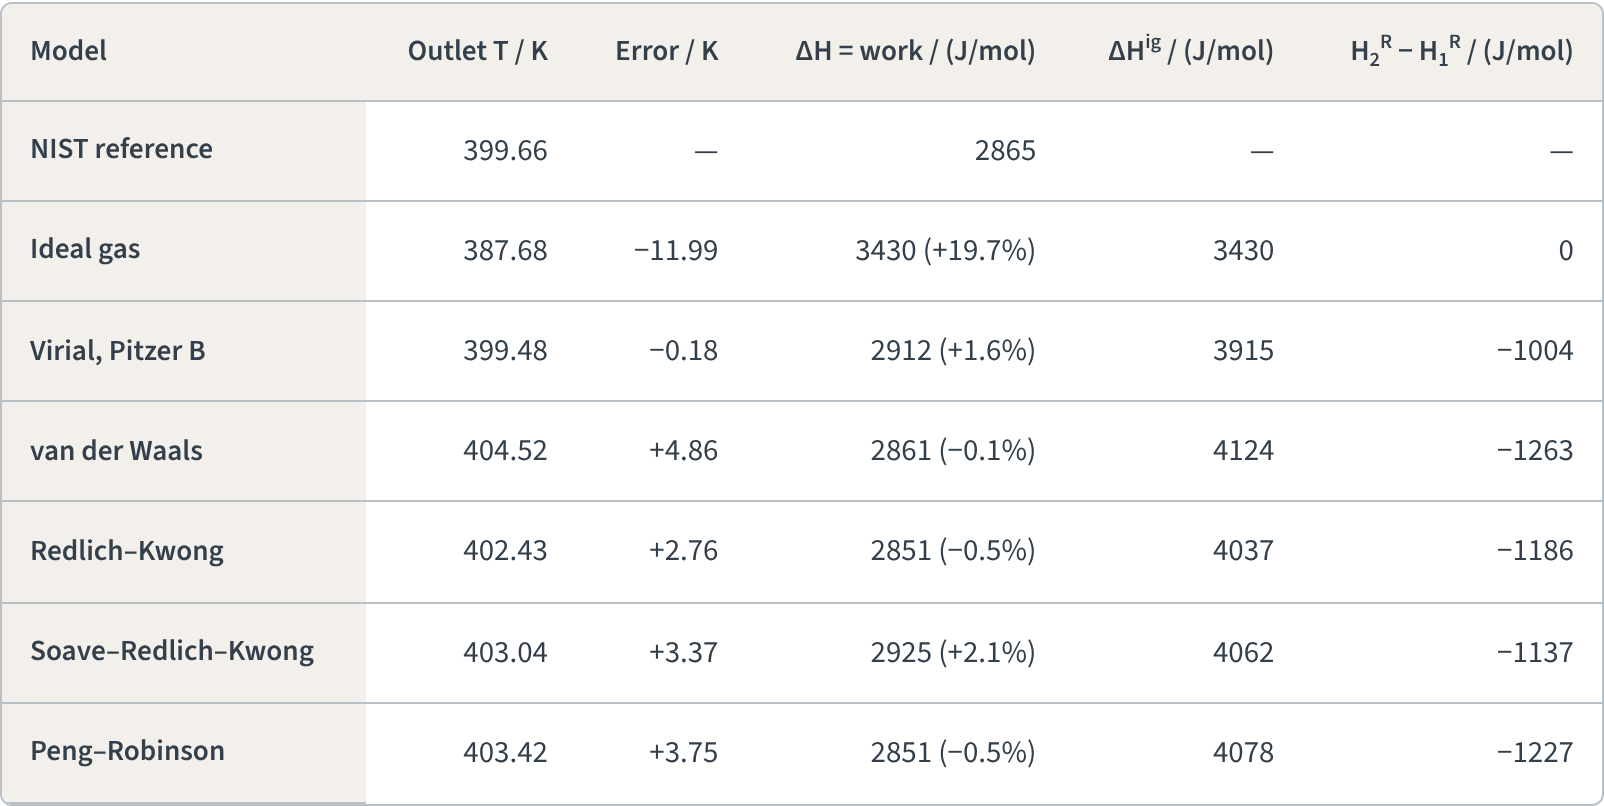 Model Outlet T / K Error / K ΔH = work / (J/mol) ΔH^ig / (J/mol) H₂^R − H₁^R / (J/mol)
NIST reference 399.66 — 2865 — —
Ideal gas 387.68 −11.99 3430 (+19.7%) 3430 0
Virial, Pitzer B 399.48 −0.18 2912 (+1.6%) 3915 −1004
van der Waals 404.52 +4.86 2861 (−0.1%) 4124 −1263
Redlich–Kwong 402.43 +2.76 2851 (−0.5%) 4037 −1186
Soave–Redlich–Kwong 403.04 +3.37 2925 (+2.1%) 4062 −1137
Peng–Robinson 403.42 +3.75 2851 (−0.5%) 4078 −1227